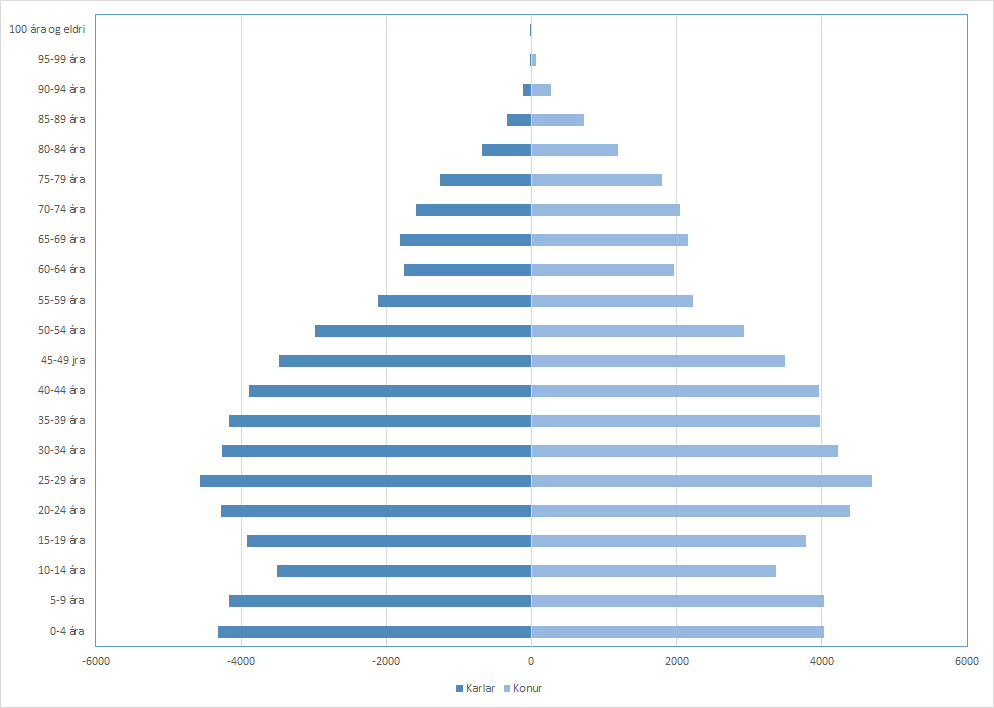 100 ára og eldri
95-99 ára
90-94 ára
85-89 ára
80-84 ára
75-79 ára
70-74 ára
65-69 ára
60-64 ára
55-59 ára
50-54 ára
45-49 jra
40-44 ára
35-39 ára
30-34 ára
25-29 ára
20-24 ára
15-19 ára
10-14 ára
5-9 ára
0-4 ára
-6000 -4000 -2000 0 2000 4000 6000
Karlar Konur